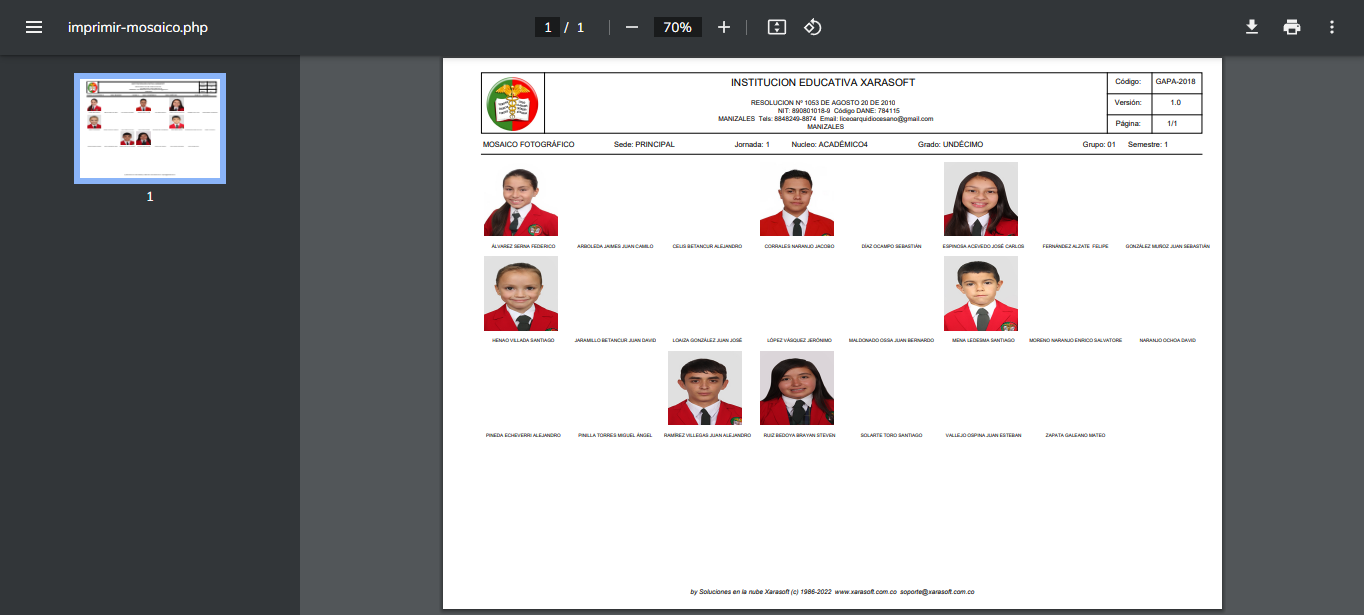 imprimir-mosaico.php
1 / 1
70%
1
INSTITUCION EDUCATIVA XARASOFT
RESOLUCION Nº 1053 DE AGOSTO 20 DE 2010
NIT: 890801018-9 Código DANE: 784115
MANIZALES Tels: 8848249-8874 Email: liceoarquidiocesano@gmail.com
MANIZALES
Código: GAPA-2018
Versión: 1.0
Página: 1/1
MOSAICO FOTOGRÁFICO Sede: PRINCIPAL Jornada: 1 Nucleo: ACADÉMICO4 Grado: UNDÉCIMO Grupo: 01 Semestre: 1
ÁLVAREZ SERNA FEDERICO ARBOLEDA JAIMES JUAN CAMILO CELIS BETANCUR ALEJANDRO CORRALES NARANJO JACOBO DÍAZ OCAMPO SEBASTIÁN ESPINOSA ACEVEDO JOSÉ CARLOS FERNÁNDEZ ALZATE FELIPE GONZÁLEZ MUÑOZ JUAN SEBASTIÁN
HENAO VILLADA SANTIAGO JARAMILLO BETANCUR JUAN DAVID LOAIZA GONZÁLEZ JUAN JOSÉ LÓPEZ VÁSQUEZ JERÓNIMO MALDONADO OSSA JUAN BERNARDO MENA LEDESMA SANTIAGO MORENO NARANJO ENRICO SALVATORE NARANJO OCHOA DAVID
PINEDA ECHEVERRI ALEJANDRO PINILLA TORRES MIGUEL ÁNGEL RAMÍREZ VILLEGAS JUAN ALEJANDRO RUIZ BEDOYA BRAYAN STEVEN SOLARTE TORO SANTIAGO VALLEJO OSPINA JUAN ESTEBAN ZAPATA GALEANO MATEO
by Soluciones en la nube Xarasoft (c) 1986-2022 www.xarasoft.com.co soporte@xarasoft.com.co